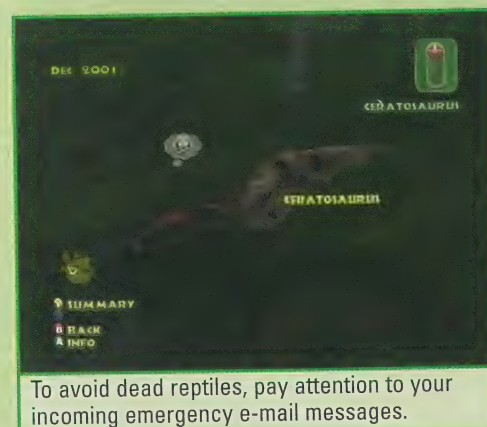 DEC 2001
CERATOSAURUS
CERATOSAURUS
Y SUMMARY
B BACK
A INFO
To avoid dead reptiles, pay attention to your
incoming emergency e-mail messages.